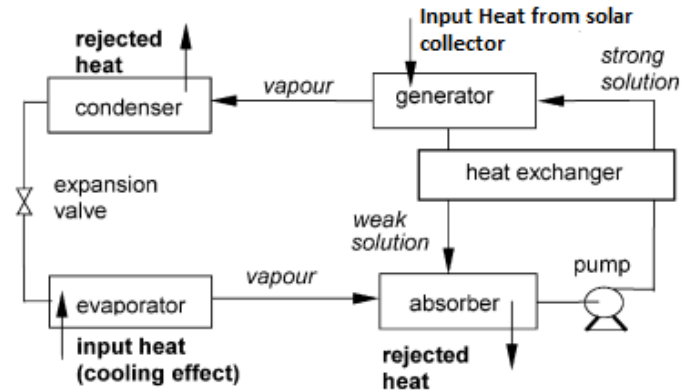 Input Heat from solar
collector
rejected
heat
strong
solution
vapour
generator
condenser
heat exchanger
expansion
valve
weak
solution
vapour
pump
evaporator
absorber
input heat
(cooling effect)
rejected
heat